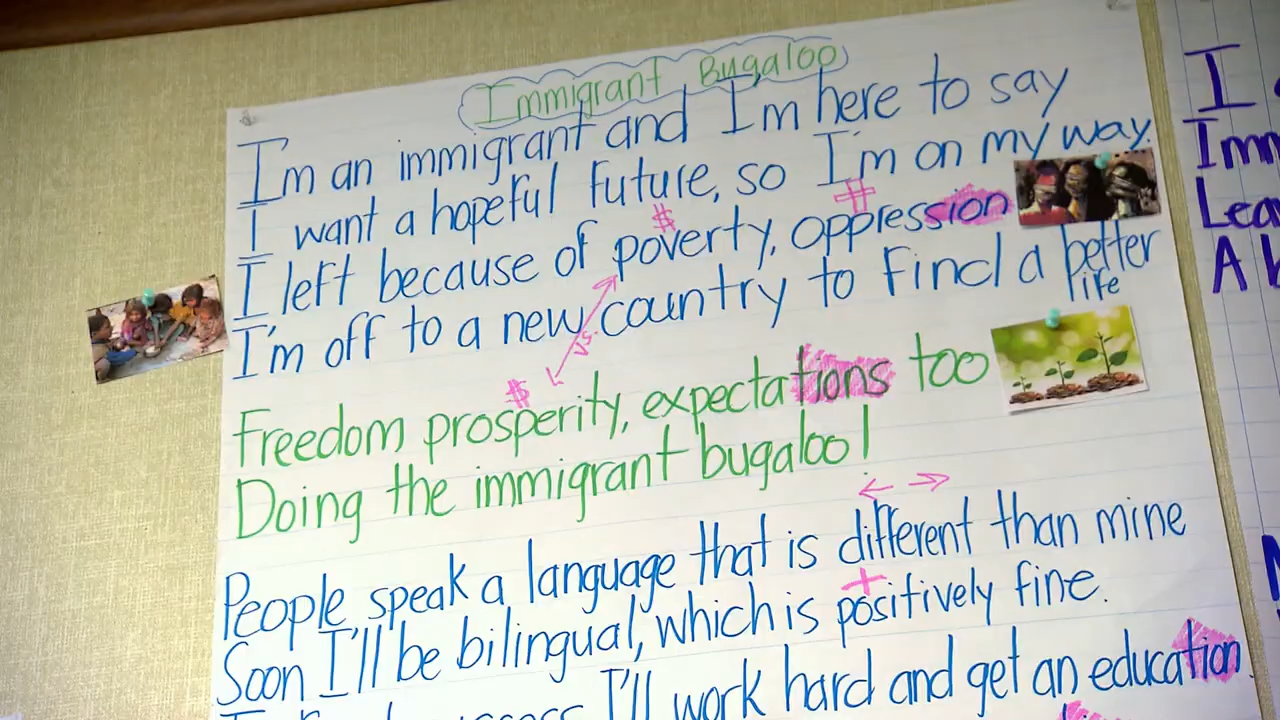 Immigrant Bugaloo
I'm an immigrant and I'm here to say
I want a hopeful future, so I'm on my way.
$ #
I left because of poverty, oppression
I'm off to a new country to find a better
life
vs.
$
Freedom prosperity, expectations too
Doing the immigrant bugaloo!
People speak a language that is different than mine
+
Soon I'll be bilingual, which is positively fine.
I'll work hard and get an education.
I
Imm
Lea
A